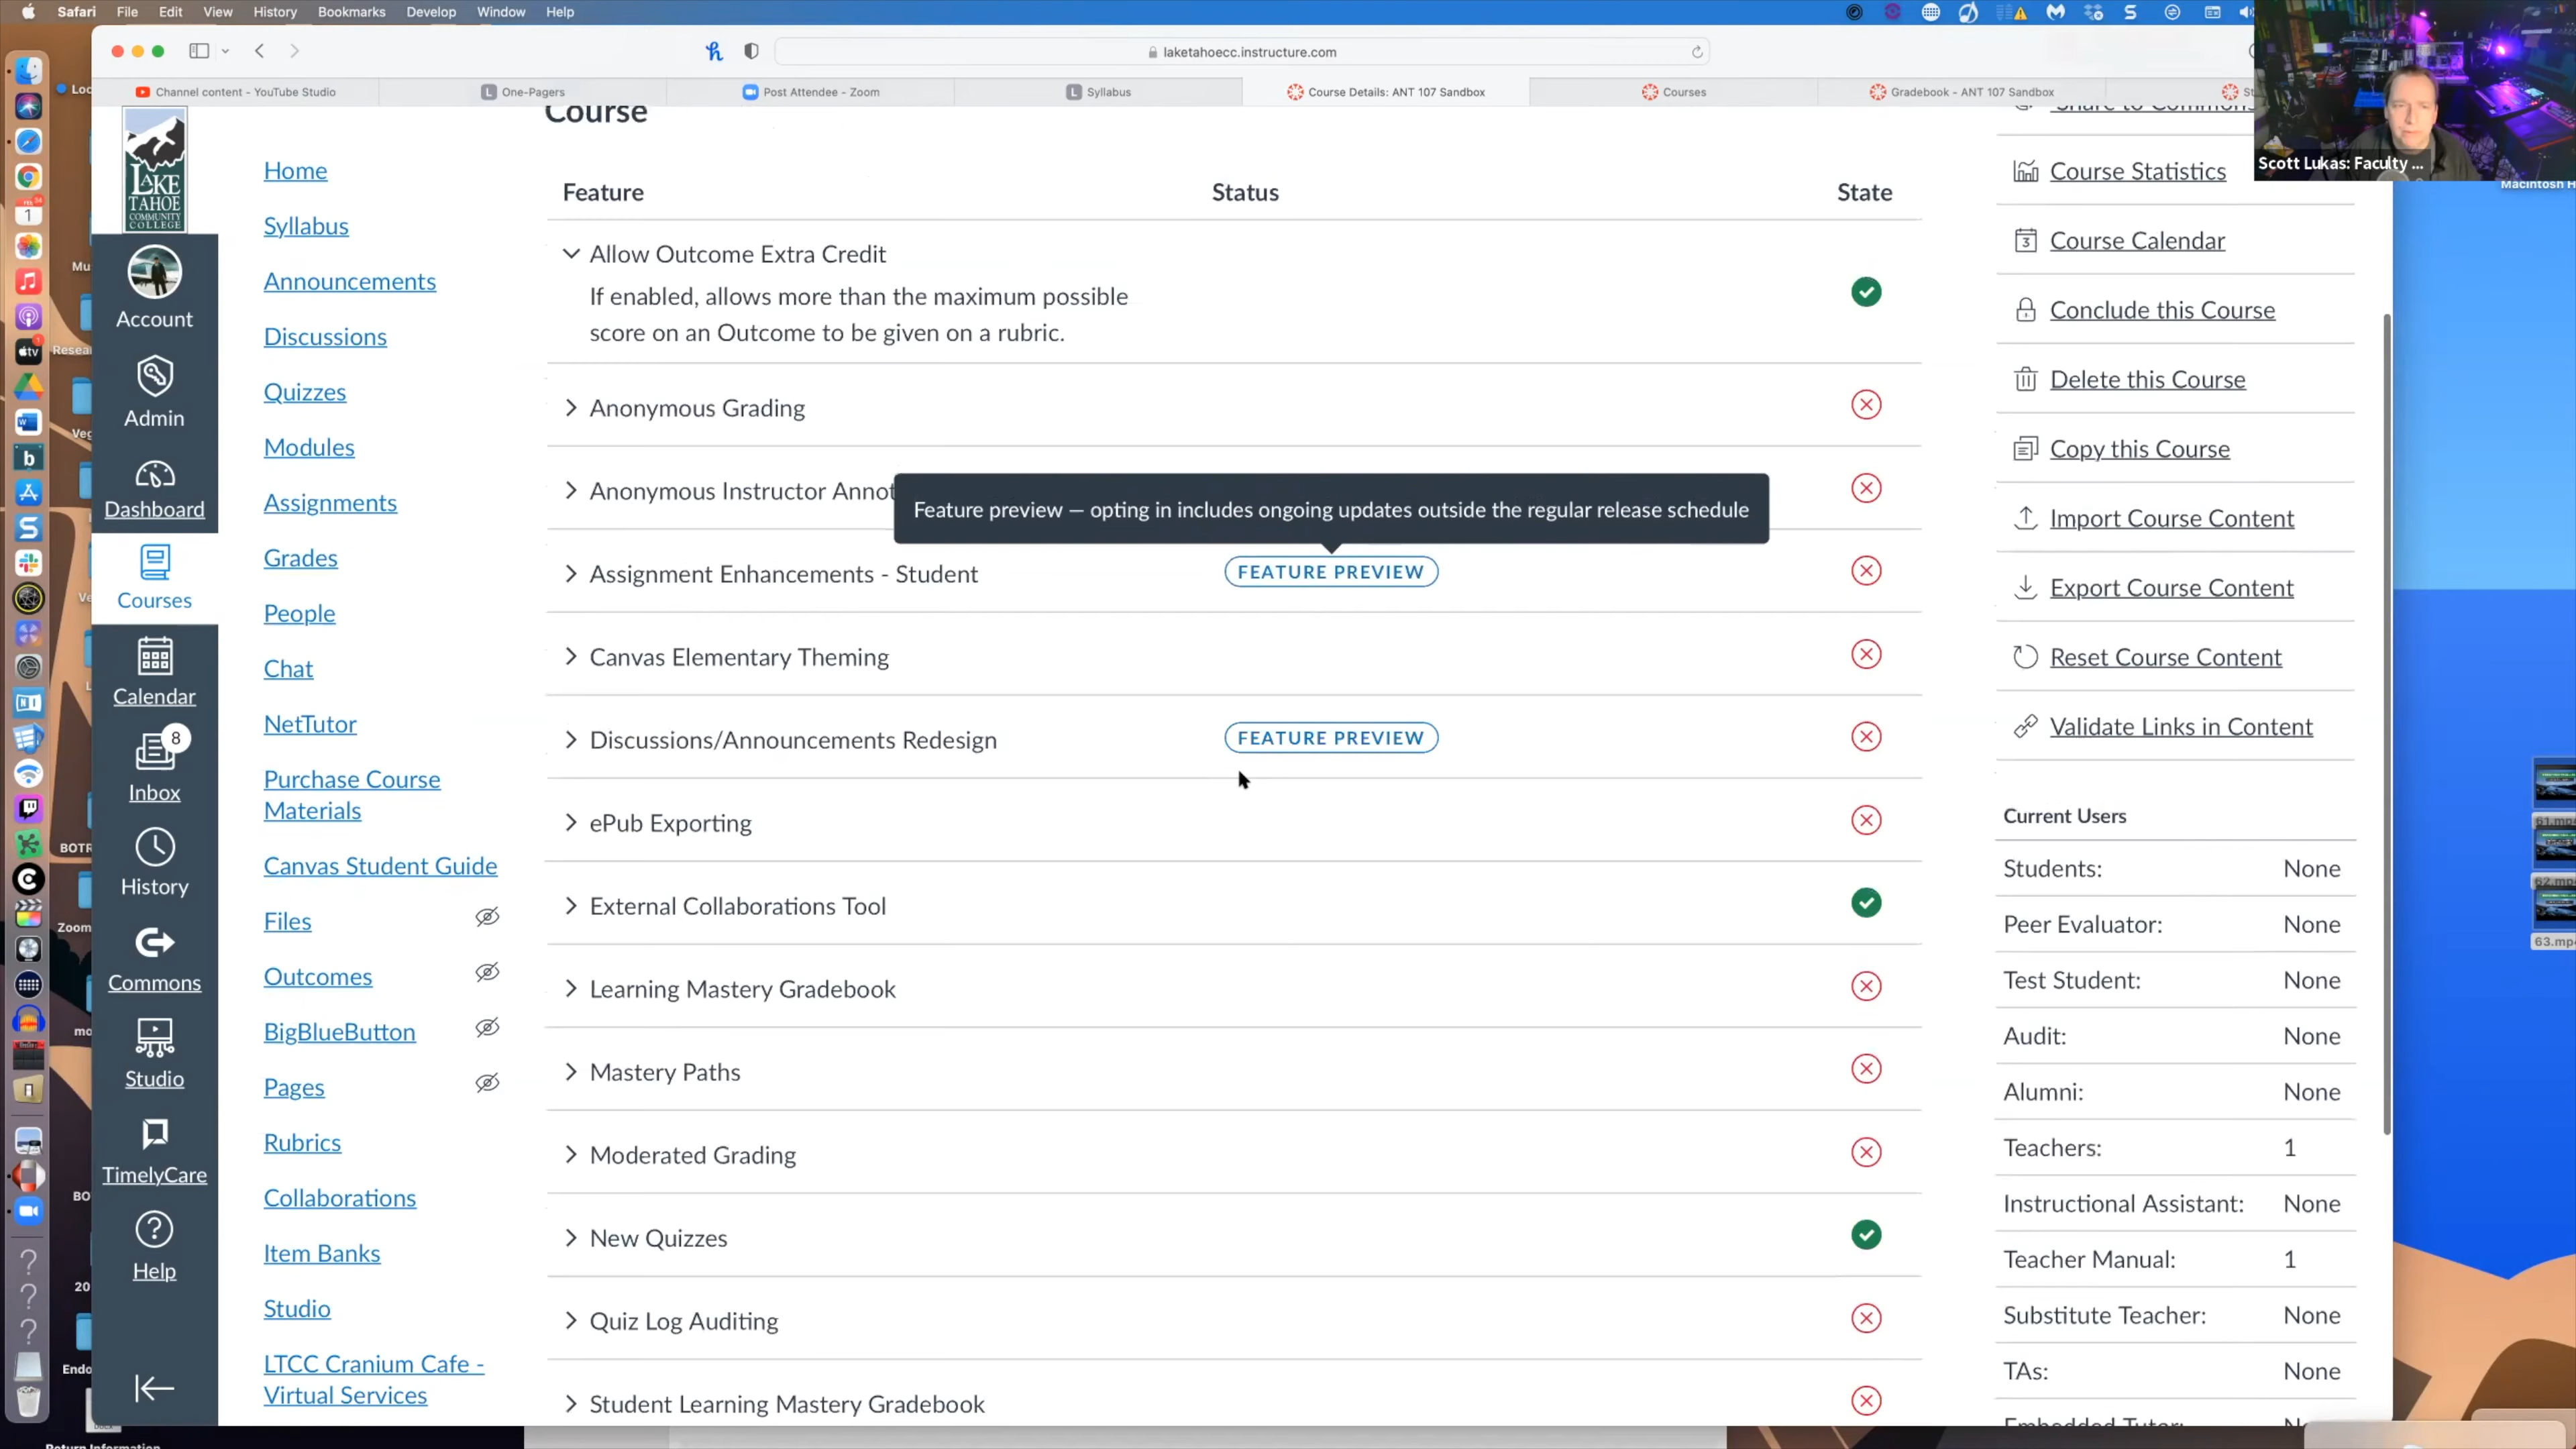 Safari File Edit View History Bookmarks Develop Window Help
laketahoecc.instructure.com
Channel content - YouTube Studio
One-Pagers
Post Attendee - Zoom
Syllabus
Course Details: ANT 107 Sandbox
Courses
Gradebook - ANT 107 Sandbox
Scott Lukas: Faculty ...
LAKE
TAHOE
COMMUNITY
COLLEGE
Account
Admin
Dashboard
Courses
Calendar
8
Inbox
History
Commons
Studio
TimelyCare
Help
Home
Syllabus
Announcements
Discussions
Quizzes
Modules
Assignments
Grades
People
Chat
NetTutor
Purchase Course
Materials
Canvas Student Guide
Files
Outcomes
BigBlueButton
Pages
Rubrics
Collaborations
Item Banks
Studio
LTCC Cranium Cafe -
Virtual Services
Course
Feature Status State
Allow Outcome Extra Credit
If enabled, allows more than the maximum possible
score on an Outcome to be given on a rubric.
Anonymous Grading
Anonymous Instructor Annot
Feature preview — opting in includes ongoing updates outside the regular release schedule
Assignment Enhancements - Student FEATURE PREVIEW
Canvas Elementary Theming
Discussions/Announcements Redesign FEATURE PREVIEW
ePub Exporting
External Collaborations Tool
Learning Mastery Gradebook
Mastery Paths
Moderated Grading
New Quizzes
Quiz Log Auditing
Student Learning Mastery Gradebook
Share to Commons
Course Statistics
Course Calendar
Conclude this Course
Delete this Course
Copy this Course
Import Course Content
Export Course Content
Reset Course Content
Validate Links in Content
Current Users
Students: None
Peer Evaluator: None
Test Student: None
Audit: None
Alumni: None
Teachers: 1
Instructional Assistant: None
Teacher Manual: 1
Substitute Teacher: None
TAs: None
Macintosh H
61.mp
62.mp
63.mp